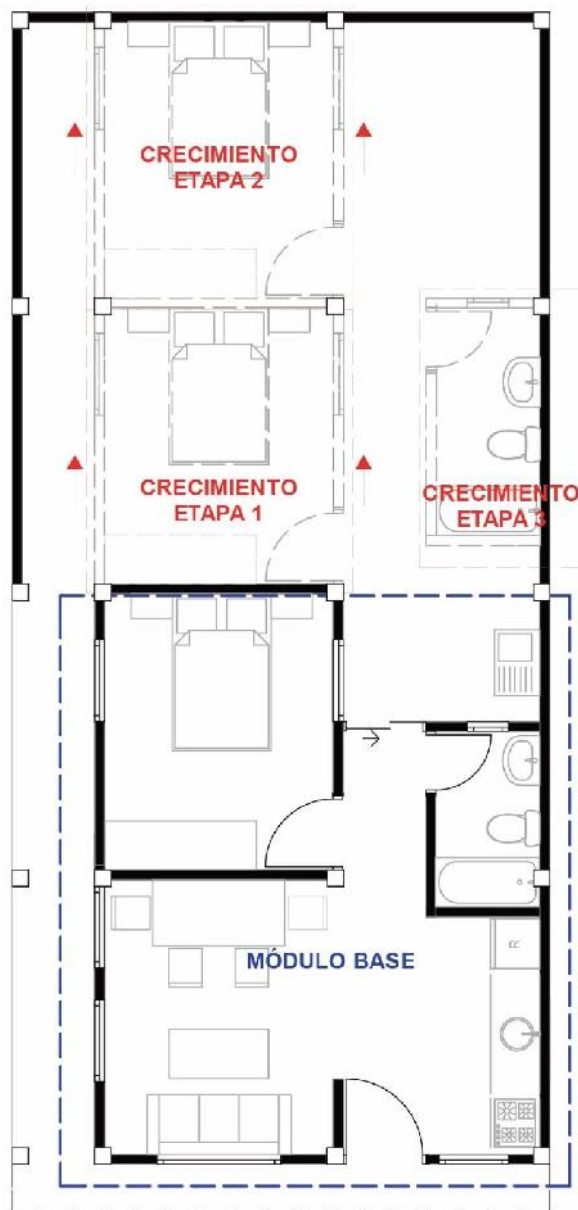 CRECIMIENTO
ETAPA 2
CRECIMIENTO
ETAPA 1
CRECIMIENTO
ETAPA 3
MÓDULO BASE
R